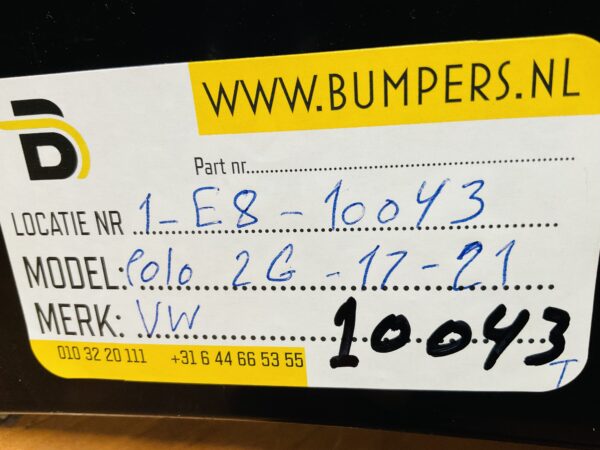 WWW.BUMPERS.NL
B
Part nr.
LOCATIE NR 1-E8-10043
MODEL: Polo 2G -17-21
MERK: VW
10043
T
010 32 20 111 +31 6 44 66 53 55